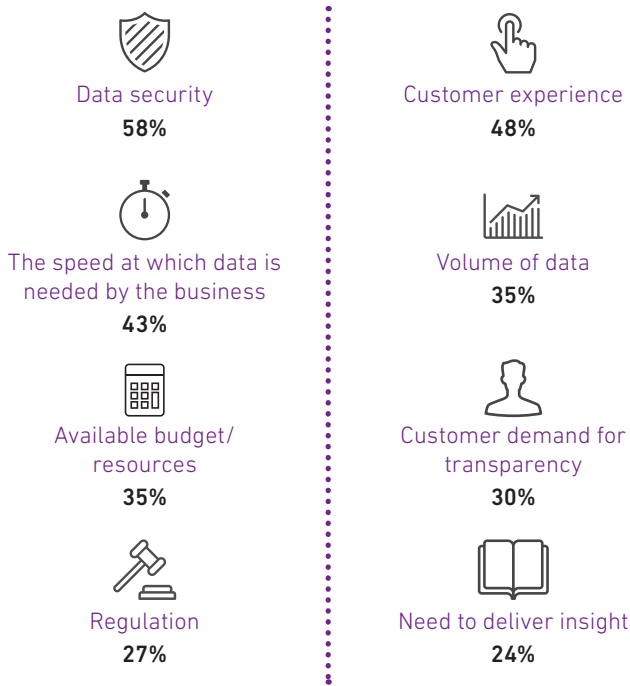 Data security
58%
Customer experience
48%
The speed at which data is
needed by the business
43%
Volume of data
35%
Available budget/
resources
35%
Customer demand for
transparency
30%
Regulation
27%
Need to deliver insight
24%